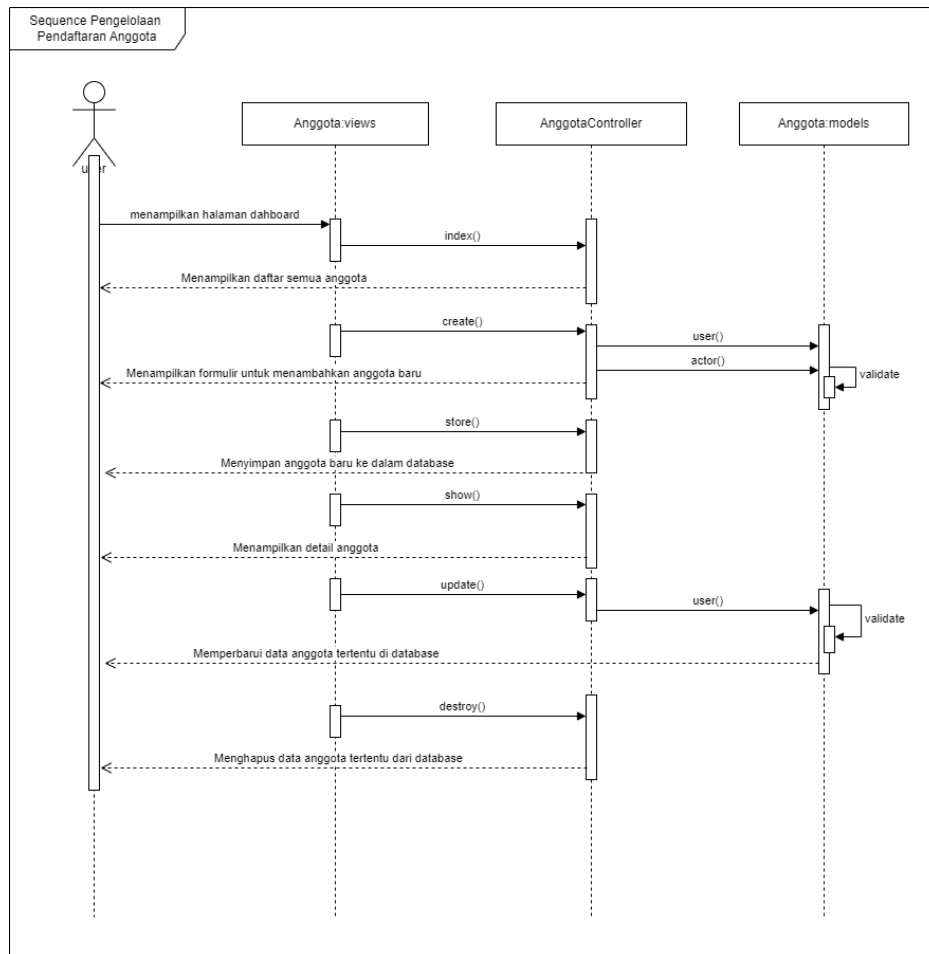 Sequence Pengelolaan
Pendaftaran Anggota
user
Anggota:views
AnggotaController
Anggota:models
menampilkan halaman dahboard
index()
Menampilkan daftar semua anggota
create()
user()
actor()
validate
Menampilkan formulir untuk menambahkan anggota baru
store()
Menyimpan anggota baru ke dalam database
show()
Menampilkan detail anggota
update()
user()
validate
Memperbarui data anggota tertentu di database
destroy()
Menghapus data anggota tertentu dari database